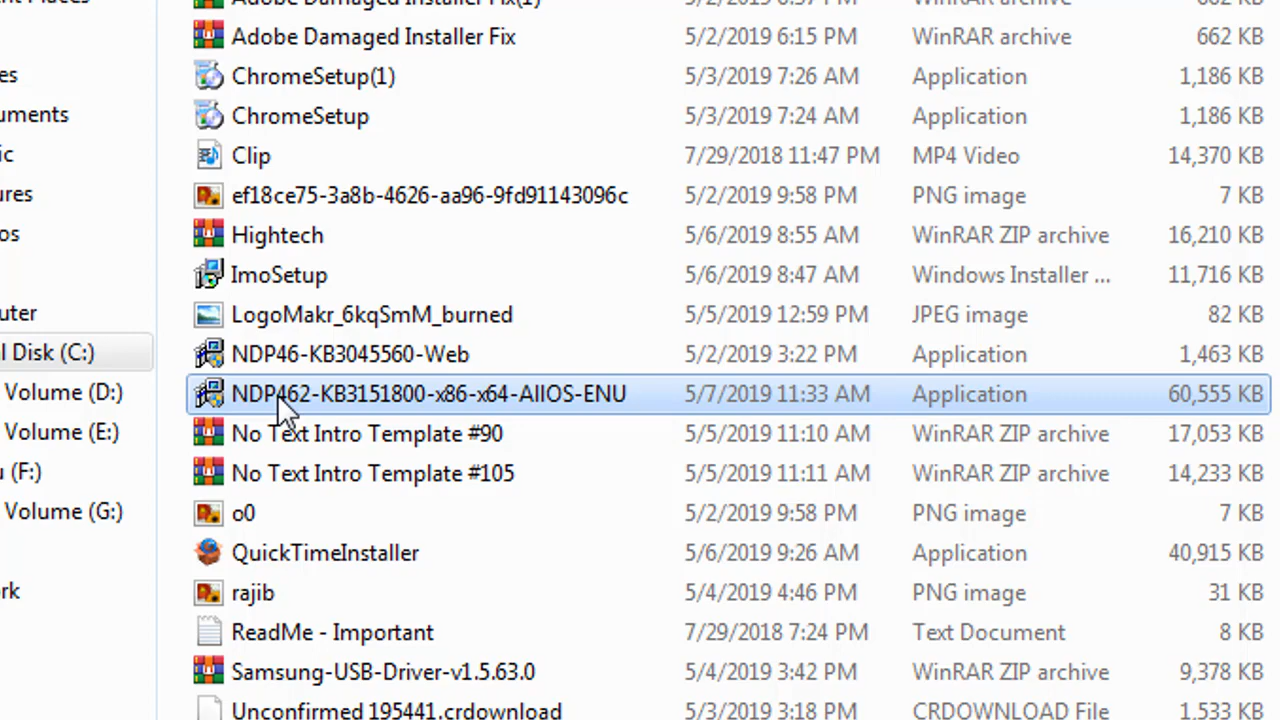 Adobe Damaged Installer Fix(1) 5/2/2019 6:37 PM WinRAR archive 662 KB
Adobe Damaged Installer Fix 5/2/2019 6:15 PM WinRAR archive 662 KB
ChromeSetup(1) 5/3/2019 7:26 AM Application 1,186 KB
ChromeSetup 5/3/2019 7:24 AM Application 1,186 KB
Clip 7/29/2018 11:47 PM MP4 Video 14,370 KB
ef18ce75-3a8b-4626-aa96-9fd91143096c 5/2/2019 9:58 PM PNG image 7 KB
Hightech 5/6/2019 8:55 AM WinRAR ZIP archive 16,210 KB
ImoSetup 5/6/2019 8:47 AM Windows Installer ... 11,716 KB
LogoMakr_6kqSmM_burned 5/5/2019 12:59 PM JPEG image 82 KB
l Disk (C:) NDP46-KB3045560-Web 5/2/2019 3:22 PM Application 1,463 KB
Volume (D:) NDP462-KB3151800-x86-x64-AllOS-ENU 5/7/2019 11:33 AM Application 60,555 KB
Volume (E:) No Text Intro Template #90 5/5/2019 11:10 AM WinRAR ZIP archive 17,053 KB
(F:) No Text Intro Template #105 5/5/2019 11:11 AM WinRAR ZIP archive 14,233 KB
Volume (G:) o0 5/2/2019 9:58 PM PNG image 7 KB
QuickTimeInstaller 5/6/2019 9:26 AM Application 40,915 KB
rajib 5/4/2019 4:46 PM PNG image 31 KB
ReadMe - Important 7/29/2018 7:24 PM Text Document 8 KB
Samsung-USB-Driver-v1.5.63.0 5/4/2019 3:42 PM WinRAR ZIP archive 9,378 KB
Unconfirmed 195441.crdownload 5/3/2019 3:18 PM CRDOWNLOAD File 1,533 KB